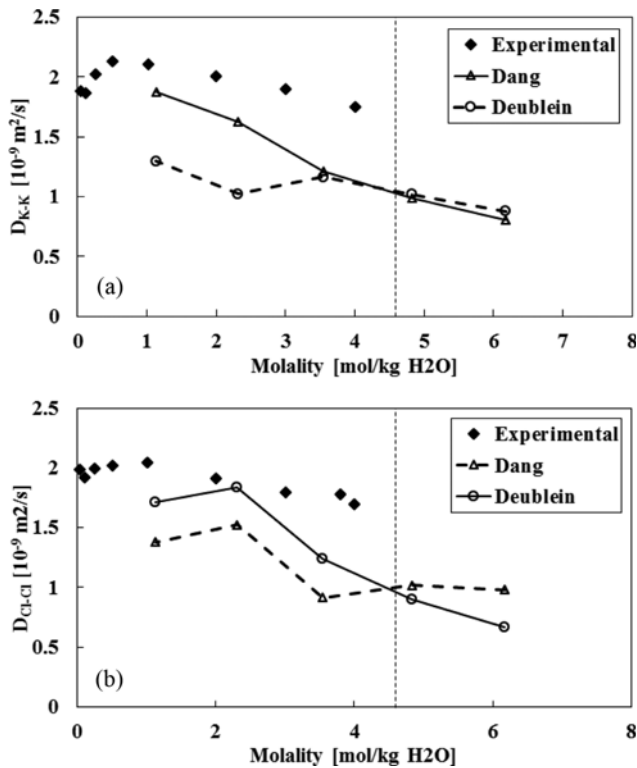 2.5
2
1.5
1
0.5
0
D_K-K [10^-9 m^2/s]
Experimental
Dang
Deublein
(a)
0 1 2 3 4 5 6 7 8
Molality [mol/kg H2O]
2.5
2
1.5
1
0.5
0
D_Cl-Cl [10^-9 m2/s]
Experimental
Dang
Deublein
(b)
0 2 4 6 8
Molality [mol/kg H2O]